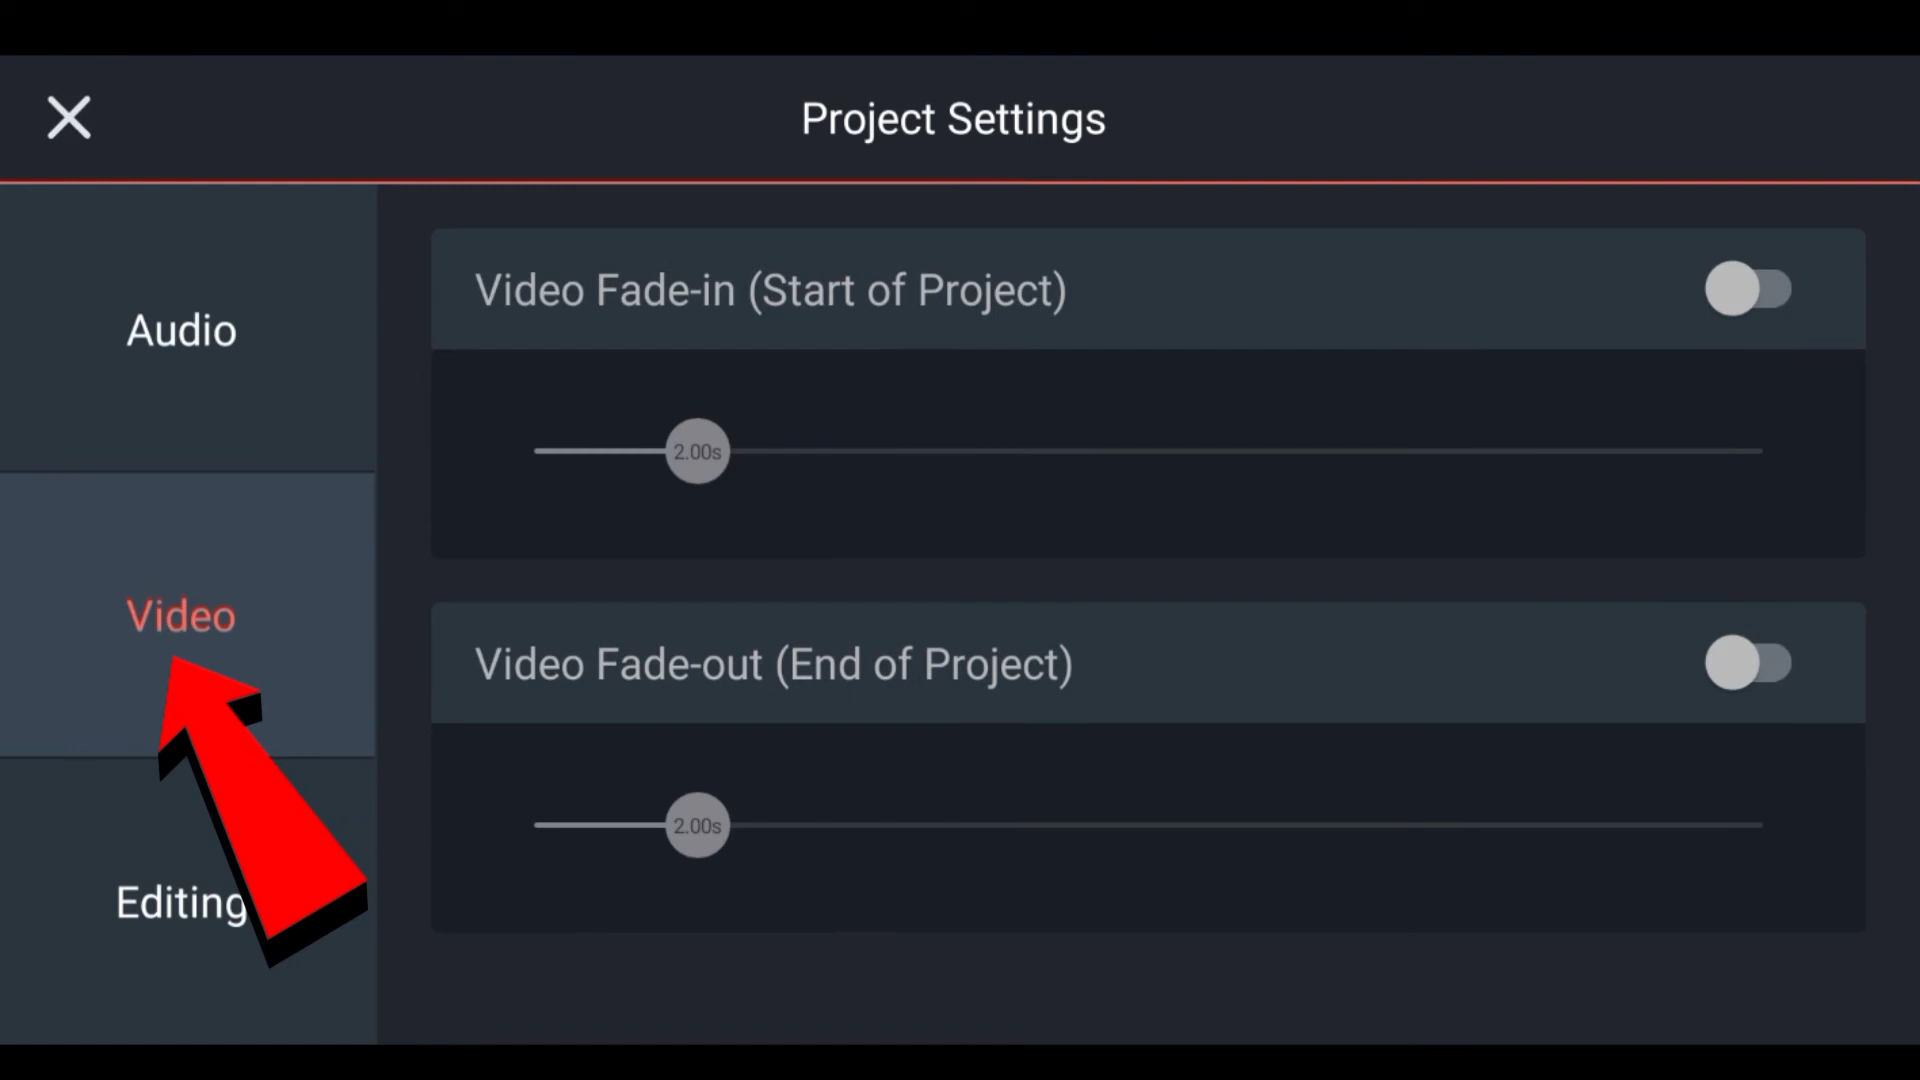 Project Settings
Audio
Video
Editing
Video Fade-in (Start of Project)
2.00s
Video Fade-out (End of Project)
2.00s